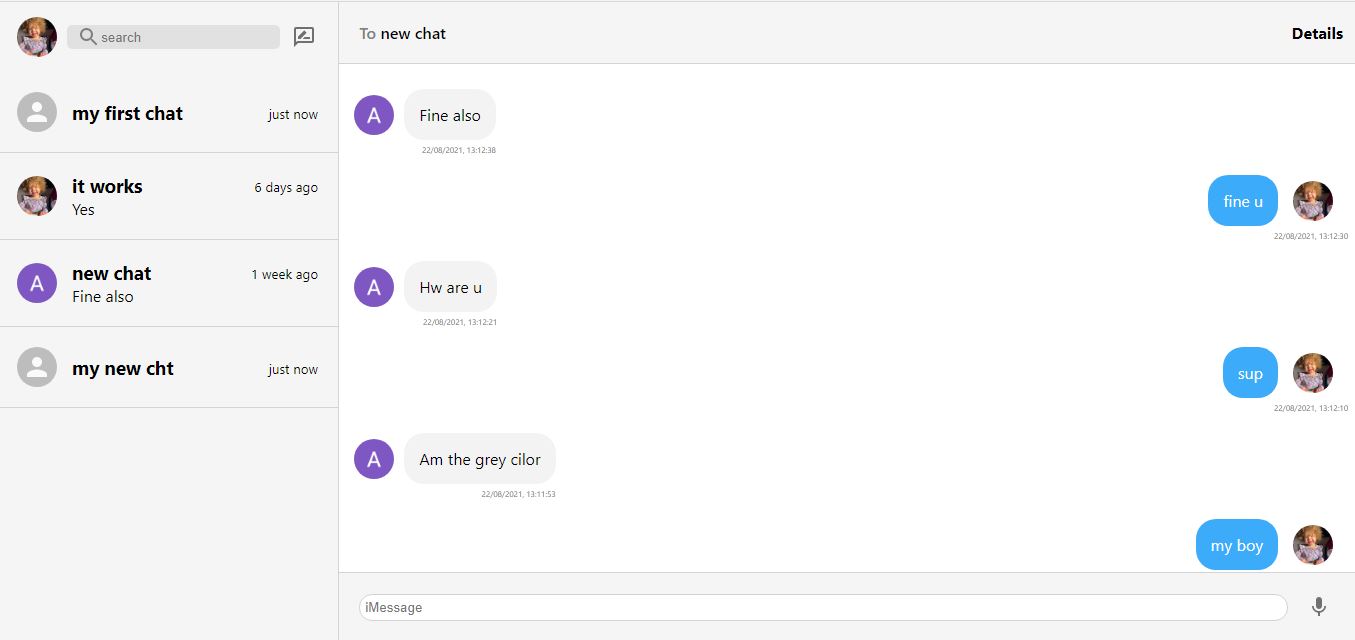 search
my first chat
just now
it works
6 days ago
Yes
A
new chat
1 week ago
Fine also
my new cht
just now
To new chat
Details
A
Fine also
22/08/2021, 13:12:38
fine u
22/08/2021, 13:12:30
A
Hw are u
22/08/2021, 13:12:21
sup
22/08/2021, 13:12:10
A
Am the grey cilor
22/08/2021, 13:11:53
my boy
iMessage